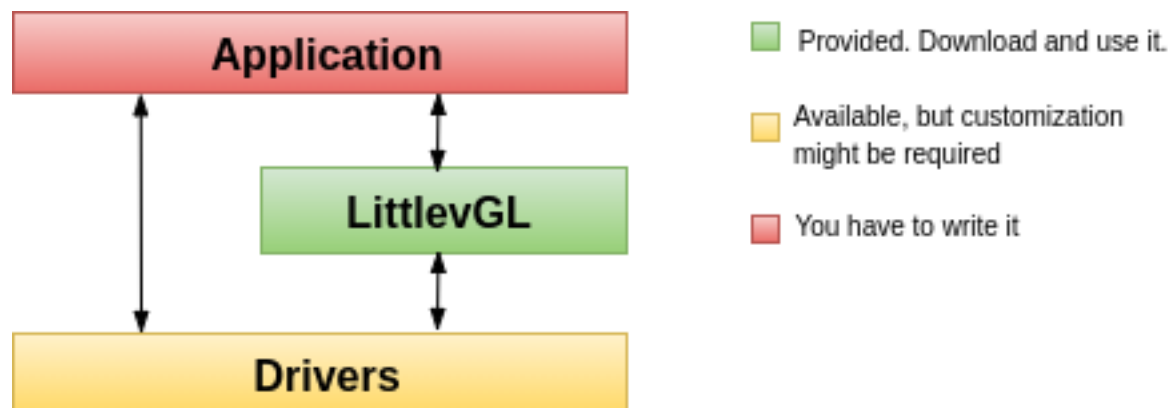 Application
LittlevGL
Drivers
Provided. Download and use it.
Available, but customization
might be required
You have to write it